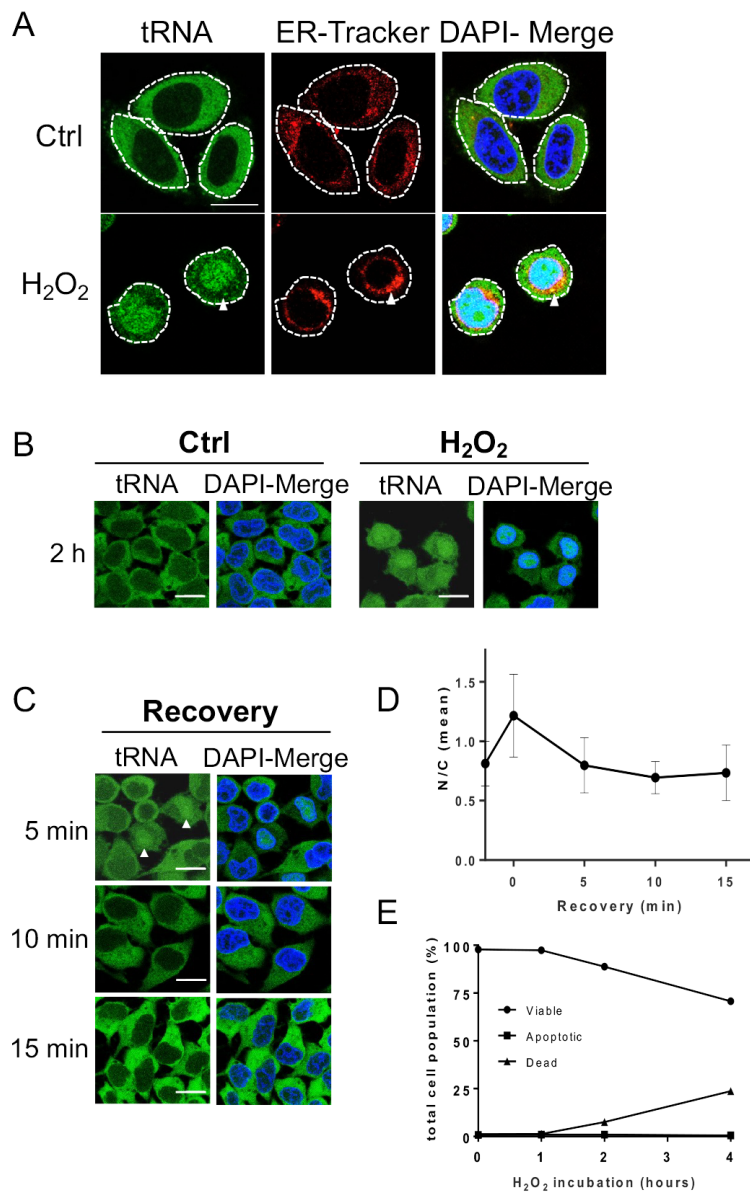 A
tRNA ER-Tracker DAPI- Merge
Ctrl
H₂O₂
B
Ctrl H₂O₂
tRNA DAPI-Merge tRNA DAPI-Merge
2 h
C
Recovery
tRNA DAPI-Merge
5 min
10 min
15 min
D
N/C (mean)
1.5
1.0
0.5
0.0
0 5 10 15
Recovery (min)
E
total cell population (%)
100
75
50
25
0
Viable
Apoptotic
Dead
0 1 2 3 4
H₂O₂ incubation (hours)